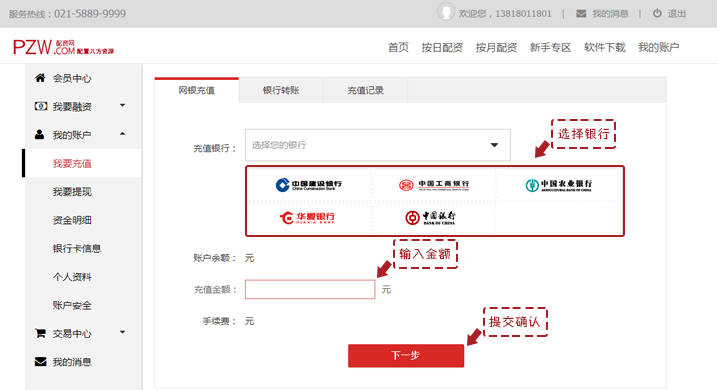 服务热线：021-5889-9999
欢迎您，13818011801 | 我的消息 | 退出
PZW 配资网
.COM 配置八方资源
首页 按日配资 按月配资 新手专区 软件下载 我的账户
会员中心
我要融资
我的账户
我要充值
我要提现
资金明细
银行卡信息
个人资料
账户安全
交易中心
我的消息
网银充值 银行转账 充值记录
选择银行
充值银行： 选择您的银行
中国建设银行 中国工商银行 中国农业银行
China Construction Bank INDUSTRIAL AND COMMERCIAL BANK OF CHINA AGRICULTURAL BANK OF CHINA
华夏银行 中国银行
HUAXIA BANK BANK OF CHINA
输入金额
账户余额： 元
充值金额： 元
提交确认
手续费： 元
下一步